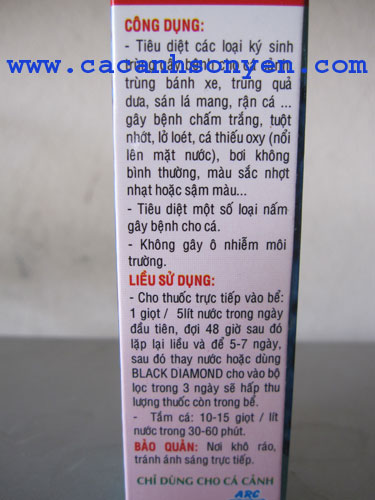 CÔNG DỤNG:
- Tiêu diệt các loại ký sinh
www.cacanhsonyen.com
trùng gây bệnh cho cá
trùng bánh xe, trùng quả
dưa, sán lá mang, rận cá ...
gây bệnh chấm trắng, tuột
nhớt, lở loét, cá thiếu oxy (nổi
lên mặt nước), bơi không
bình thường, màu sắc nhợt
nhạt hoặc sậm màu...
- Tiêu diệt một số loại nấm
gây bệnh cho cá.
- Không gây ô nhiễm môi
trường.
LIỀU SỬ DỤNG:
- Cho thuốc trực tiếp vào bể:
1 giọt / 5lít nước trong ngày
đầu tiên, đợi 48 giờ sau đó
lặp lại liều và để 5-7 ngày,
sau đó thay nước hoặc dùng
BLACK DIAMOND cho vào bộ
lọc trong 3 ngày sẽ hấp thu
lượng thuốc còn trong bể.
- Tắm cá: 10-15 giọt / lít
nước trong 30-60 phút.
BẢO QUẢN: Nơi khô ráo,
tránh ánh sáng trực tiếp.
CHỈ DÙNG CHO CÁ CẢNH
ARC